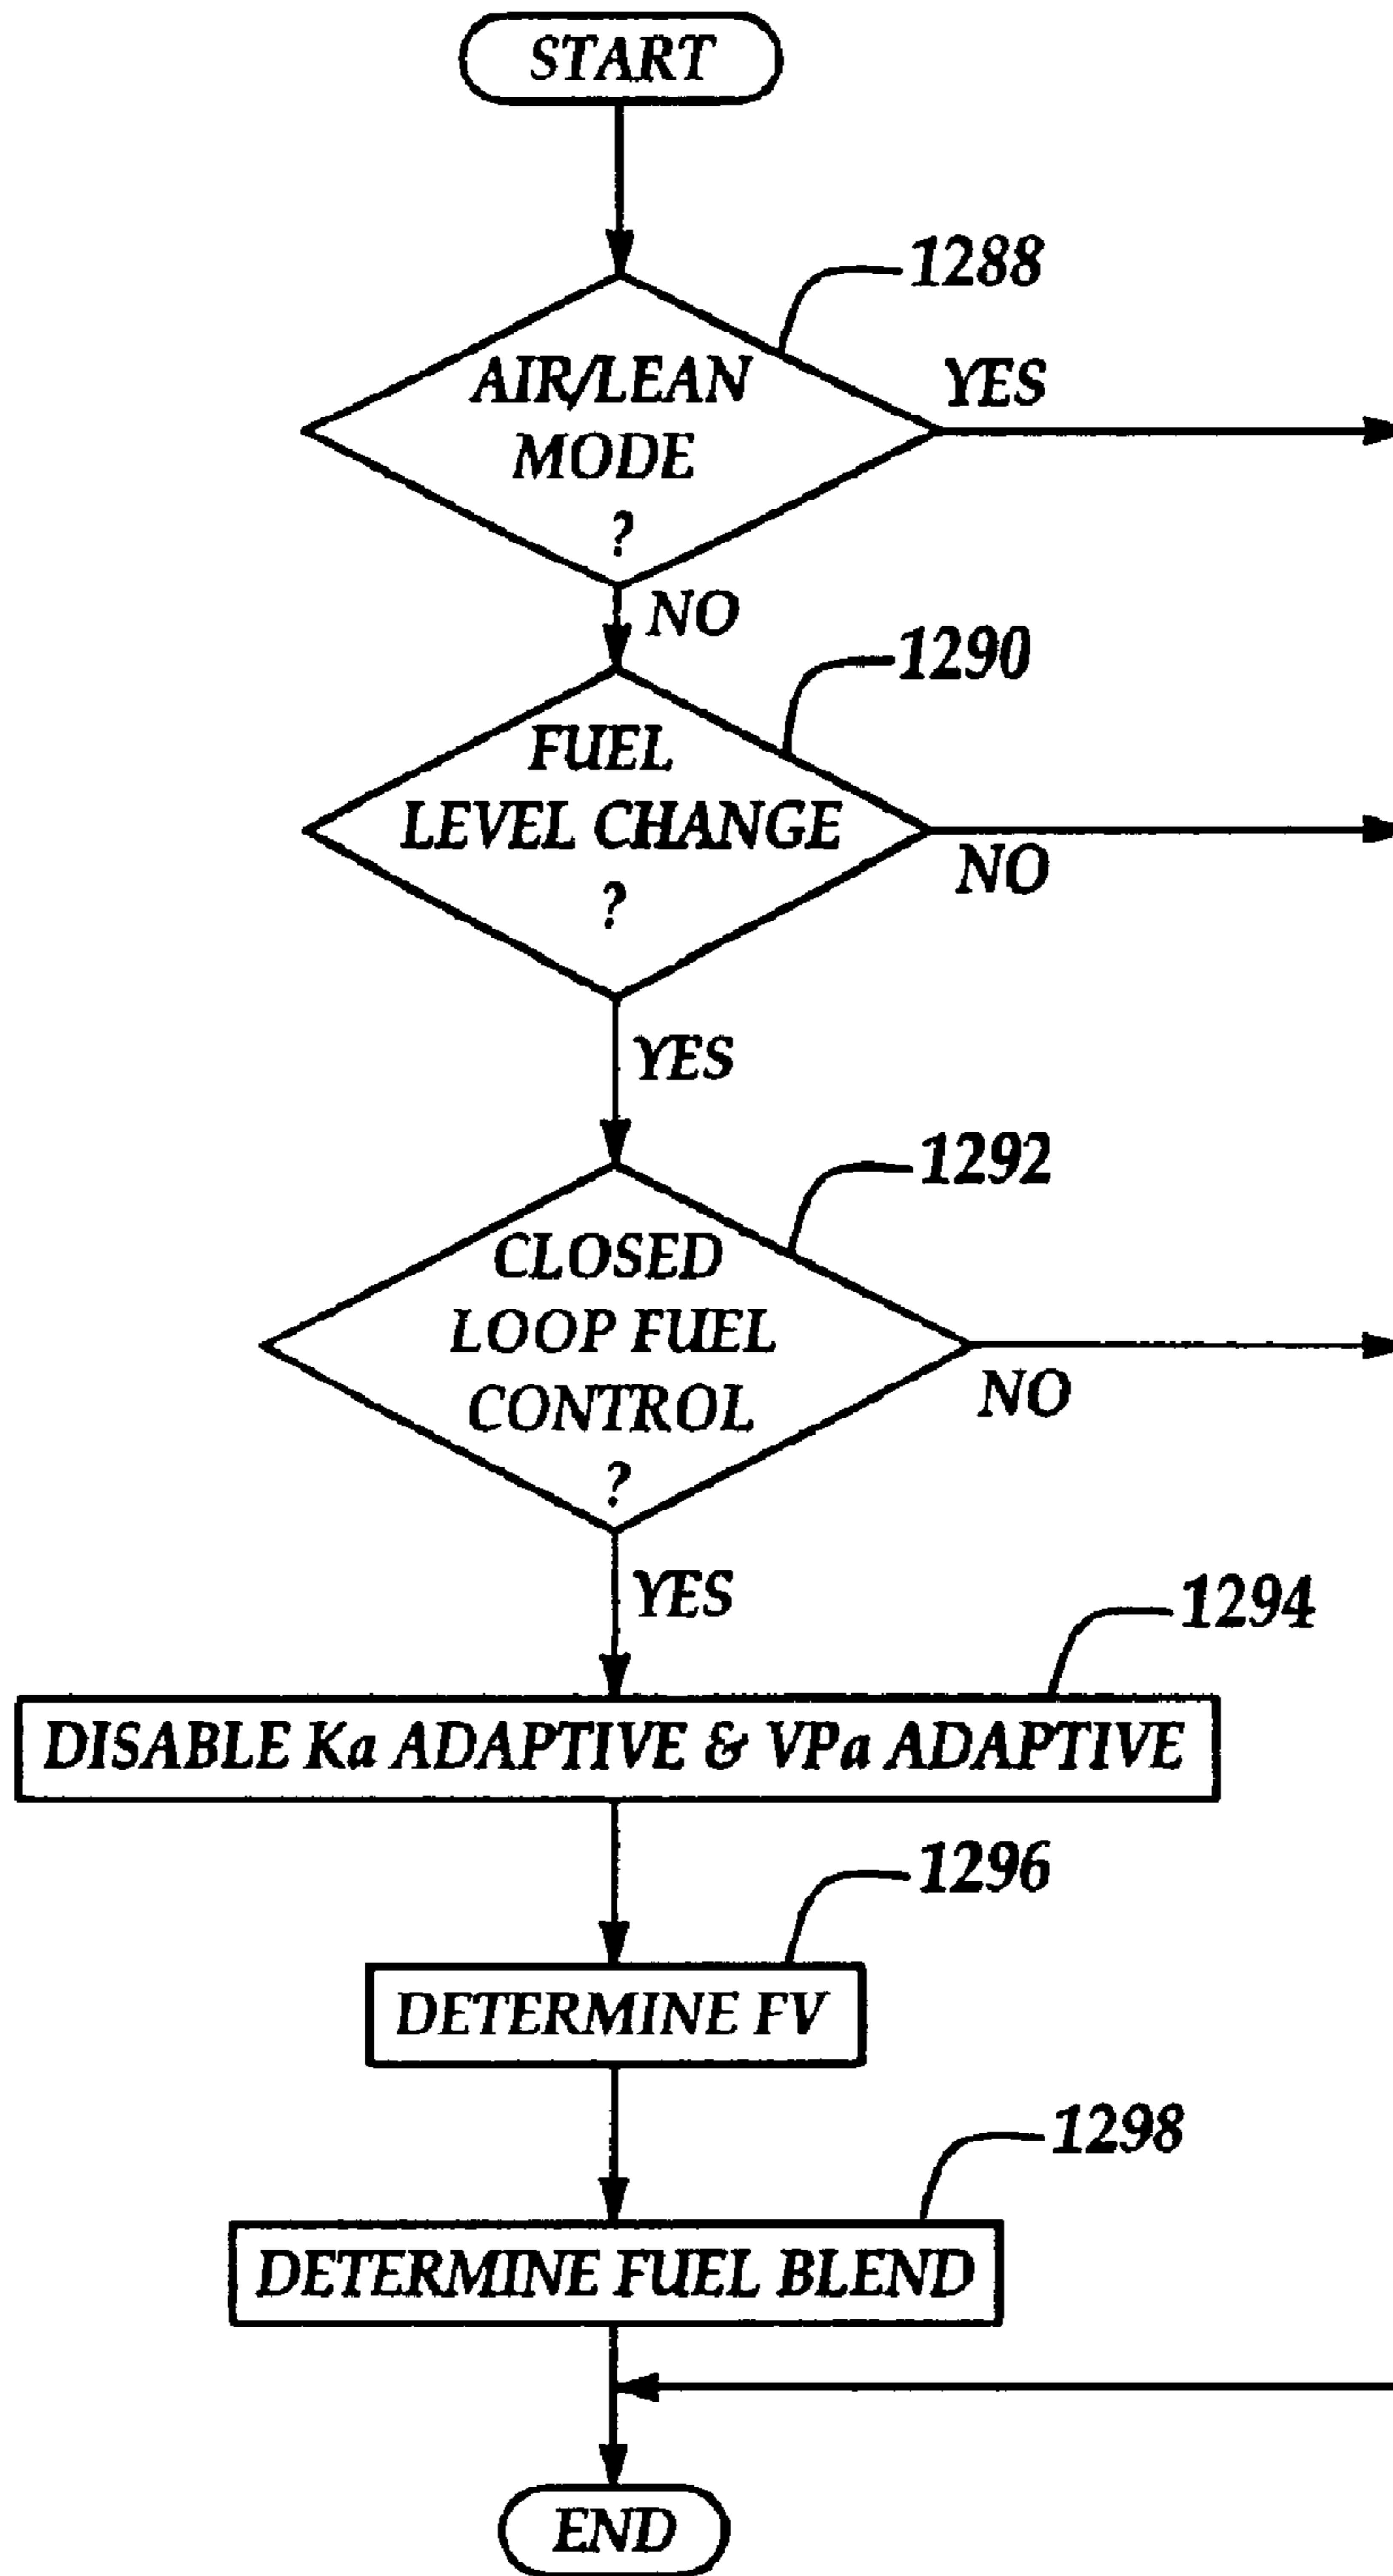 START
1288
AIR/LEAN
MODE
?
YES
NO
1290
FUEL
LEVEL CHANGE
?
NO
YES
1292
CLOSED
LOOP FUEL
CONTROL
?
NO
YES
1294
DISABLE Ka ADAPTIVE & VPa ADAPTIVE
1296
DETERMINE FV
1298
DETERMINE FUEL BLEND
END